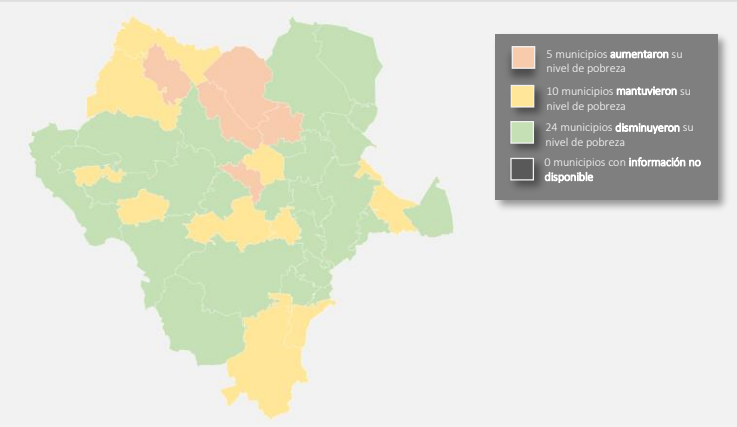 5 municipios aumentaron su
nivel de pobreza
10 municipios mantuvieron su
nivel de pobreza
24 municipios disminuyeron su
nivel de pobreza
0 municipios con información no
disponible